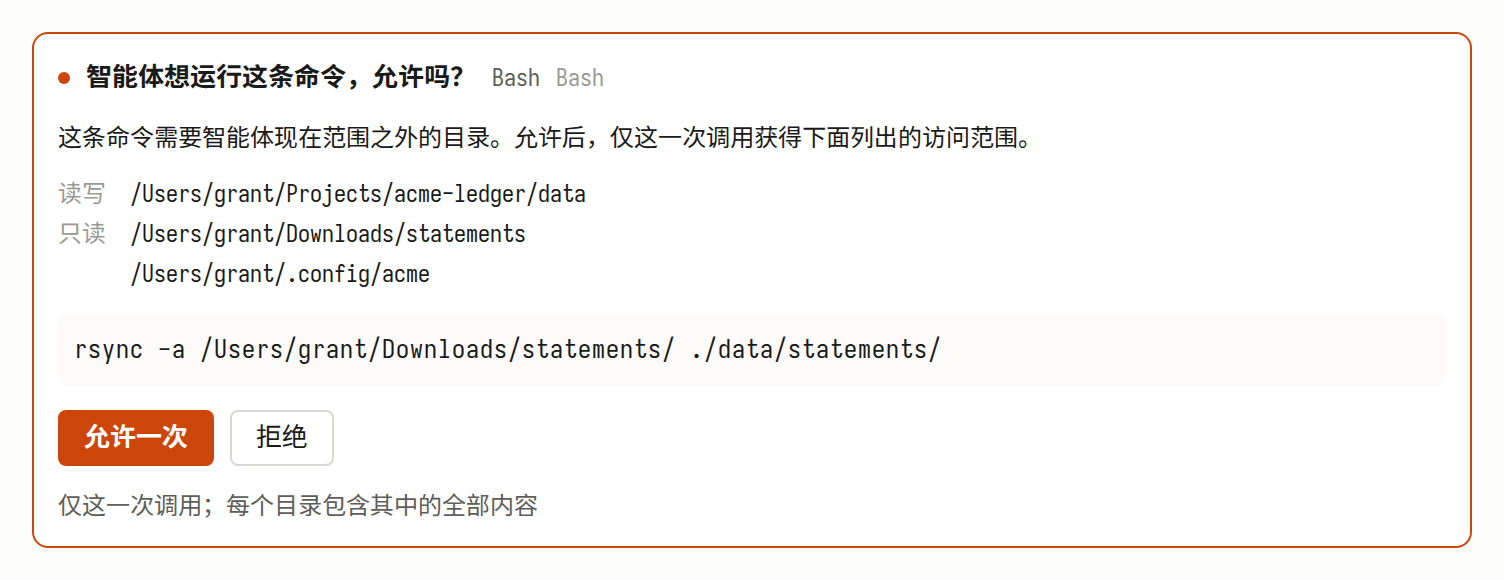 智能体想运行这条命令，允许吗？ Bash Bash
这条命令需要智能体现在范围之外的目录。允许后，仅这一次调用获得下面列出的访问范围。
读写 /Users/grant/Projects/acme-ledger/data
只读 /Users/grant/Downloads/statements
/Users/grant/.config/acme
rsync -a /Users/grant/Downloads/statements/ ./data/statements/
允许一次 拒绝
仅这一次调用；每个目录包含其中的全部内容